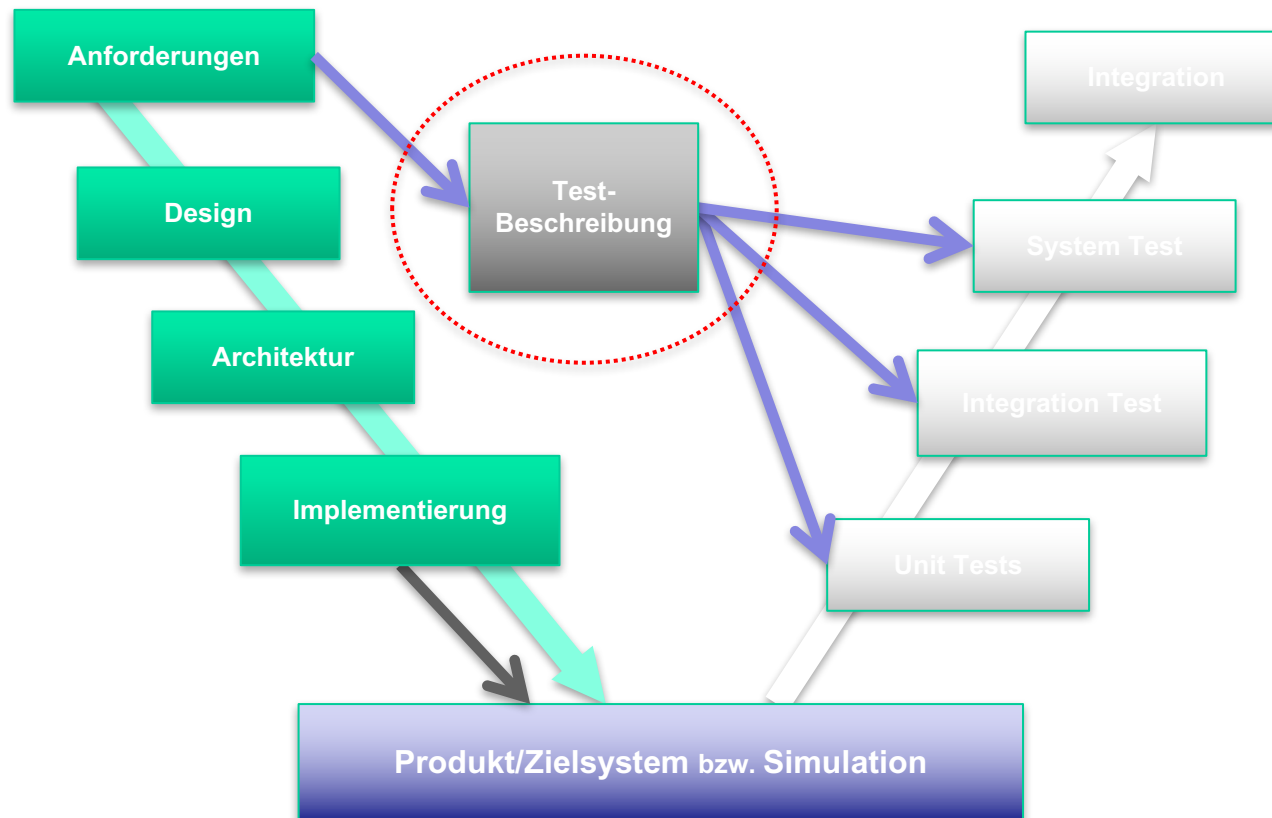 Anforderungen
Integration
Design
Test-
Beschreibung
System Test
Architektur
Integration Test
Implementierung
Unit Tests
Produkt/Zielsystem bzw. Simulation